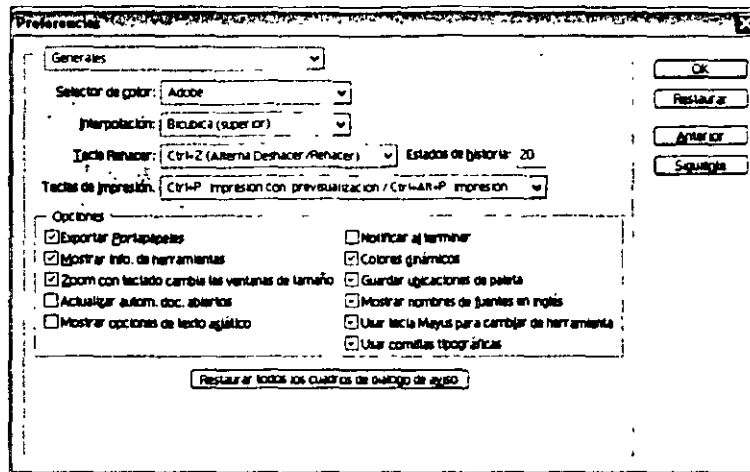 Preferencias
Generales
OK
Selector de color: Adobe
Restaurar
Interpolación: Bicúbica (superior)
Anterior
Tecla Rehacer: Ctrl+Z (Alterna Deshacer/Rehacer) Estados de historia: 20
Siguiente
Teclas de impresión: Ctrl+P Impresión con previsualización / Ctrl+Alt+P Impresión
Opciones
Exportar Portapapeles
Notificar al terminar
Mostrar info. de herramientas
Colores dinámicos
Zoom con teclado cambia las ventanas de tamaño
Guardar ubicaciones de paleta
Actualizar autom. doc. abiertos
Mostrar nombres de fuentes en inglés
Mostrar opciones de texto asiático
Usar tecla Mayus para cambiar de herramienta
Usar comillas tipográficas
Restaurar todos los cuadros de diálogo de aviso